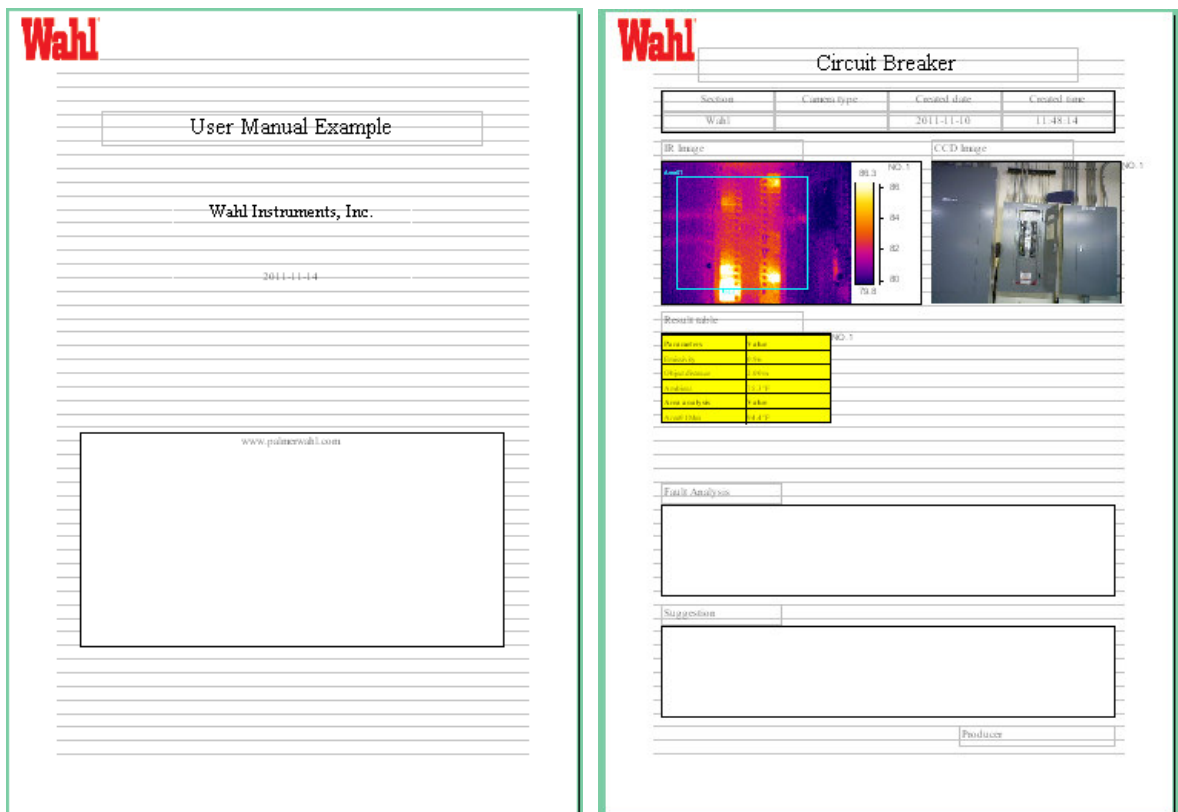 Wahl
User Manual Example
Wahl Instruments, Inc.
2011-11-14
www.palmerwahl.com
Wahl
Circuit Breaker
Section Camera type Created date Created time
Wahl 2011-11-10 11:48:14
IR Image CCD Image
NO.1
NO.1
86.3
86
84
82
80
79.8
Result table
NO.1
Parameters Value
Emissivity
Object distance
Ambient
Area analysis Value
Fault Analysis
Suggestion
Producer